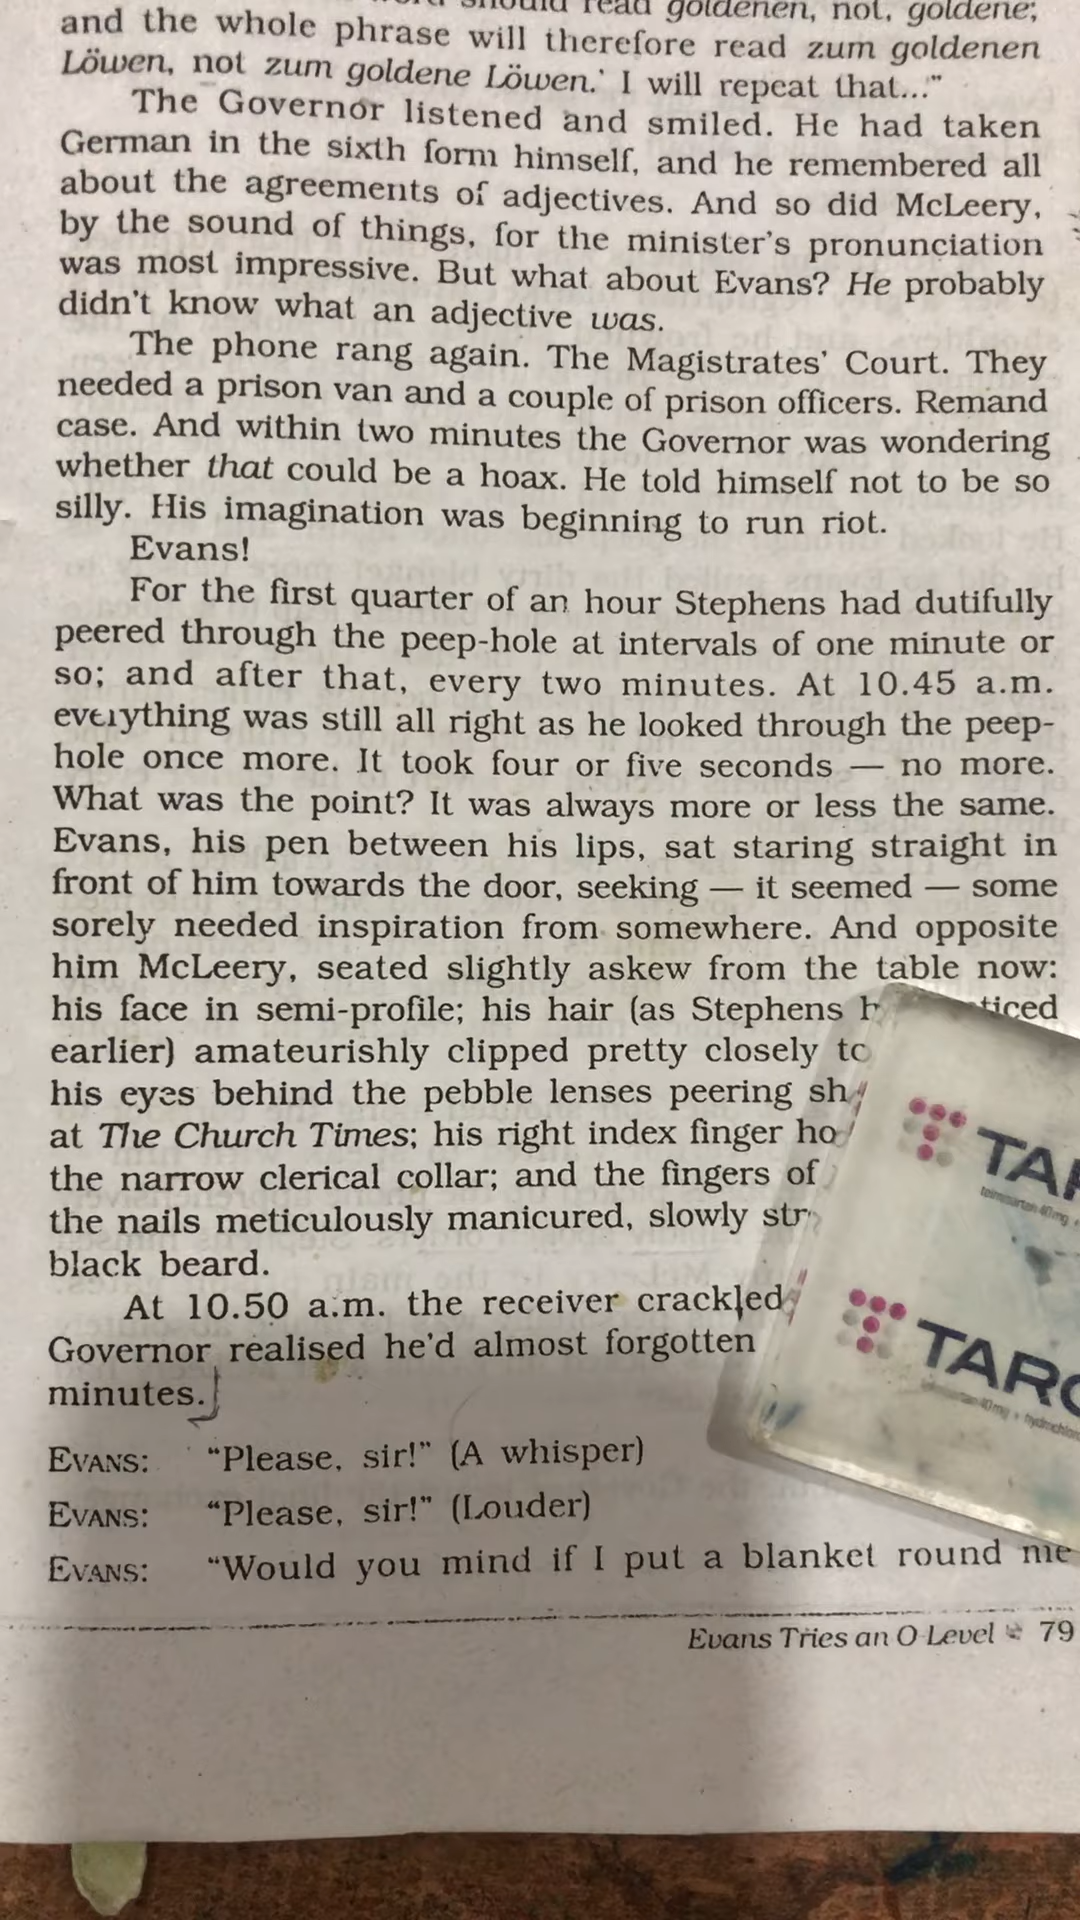 should read goldenen, not, goldene;
and the whole phrase will therefore read zum goldenen
Löwen, not zum goldene Löwen.' I will repeat that..."
The Governor listened and smiled. He had taken
German in the sixth form himself, and he remembered all
about the agreements of adjectives. And so did McLeery,
by the sound of things, for the minister's pronunciation
was most impressive. But what about Evans? He probably
didn't know what an adjective was.
The phone rang again. The Magistrates' Court. They
needed a prison van and a couple of prison officers. Remand
case. And within two minutes the Governor was wondering
whether that could be a hoax. He told himself not to be so
silly. His imagination was beginning to run riot.
Evans!
For the first quarter of an hour Stephens had dutifully
peered through the peep-hole at intervals of one minute or
so; and after that, every two minutes. At 10.45 a.m.
everything was still all right as he looked through the peep-
hole once more. It took four or five seconds — no more.
What was the point? It was always more or less the same.
Evans, his pen between his lips, sat staring straight in
front of him towards the door, seeking — it seemed — some
sorely needed inspiration from somewhere. And opposite
him McLeery, seated slightly askew from the table now:
his face in semi-profile; his hair (as Stephens
earlier) amateurishly clipped pretty closely
his eyes behind the pebble lenses peering
at The Church Times; his right index finger
the narrow clerical collar; and the fingers of
the nails meticulously manicured, slowly
black beard.
At 10.50 a.m. the receiver crackled
Governor realised he'd almost forgotten
minutes.
EVANS: "Please, sir!" (A whisper)
EVANS: "Please, sir!" (Louder)
EVANS: "Would you mind if I put a blanket round me
Evans Tries an O Level 79